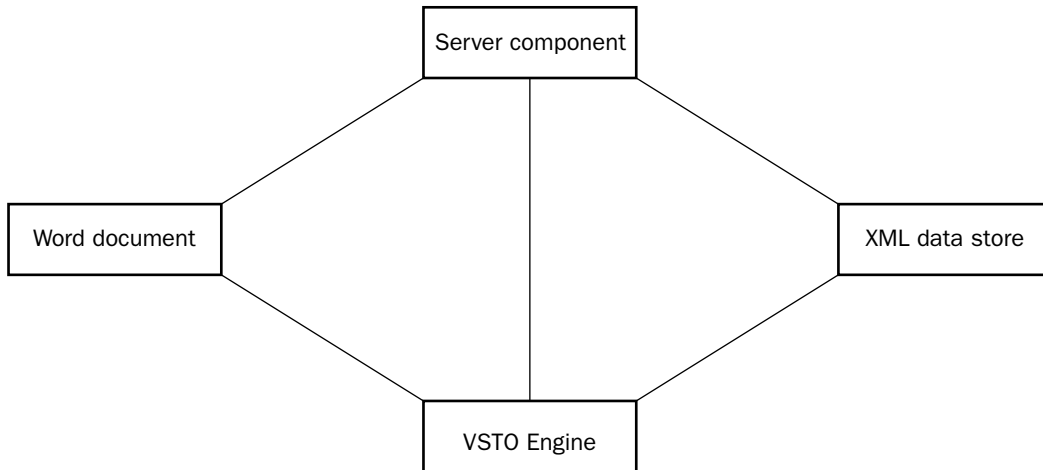 Server component
Word document
XML data store
VSTO Engine